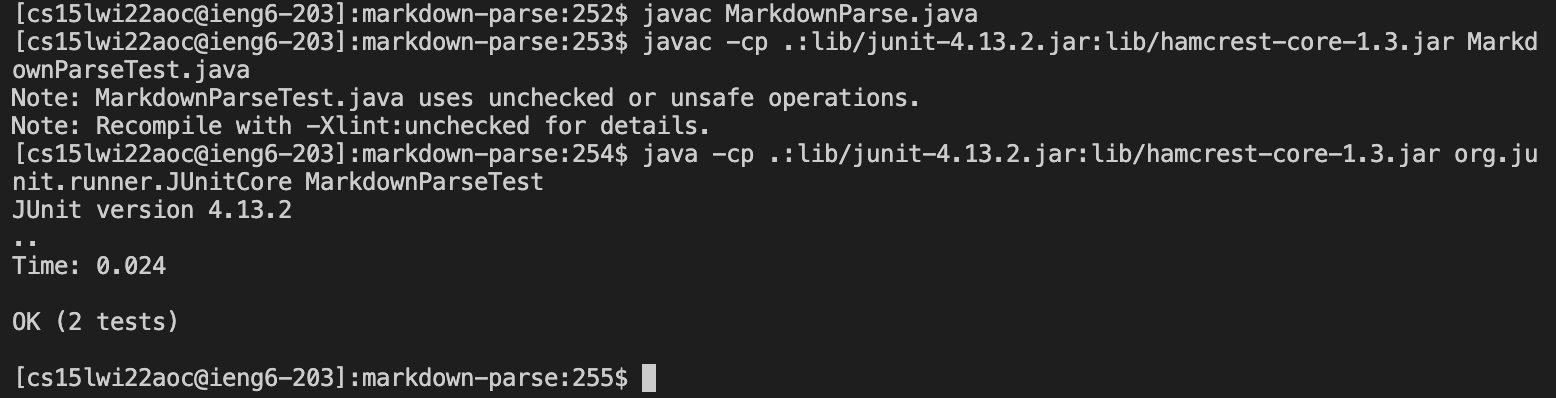 [cs15lwi22aoc@ieng6-203]:markdown-parse:252$ javac MarkdownParse.java
[cs15lwi22aoc@ieng6-203]:markdown-parse:253$ javac -cp .:lib/junit-4.13.2.jar:lib/hamcrest-core-1.3.jar Markd
ownParseTest.java
Note: MarkdownParseTest.java uses unchecked or unsafe operations.
Note: Recompile with -Xlint:unchecked for details.
[cs15lwi22aoc@ieng6-203]:markdown-parse:254$ java -cp .:lib/junit-4.13.2.jar:lib/hamcrest-core-1.3.jar org.ju
nit.runner.JUnitCore MarkdownParseTest
JUnit version 4.13.2
..
Time: 0.024
OK (2 tests)
[cs15lwi22aoc@ieng6-203]:markdown-parse:255$